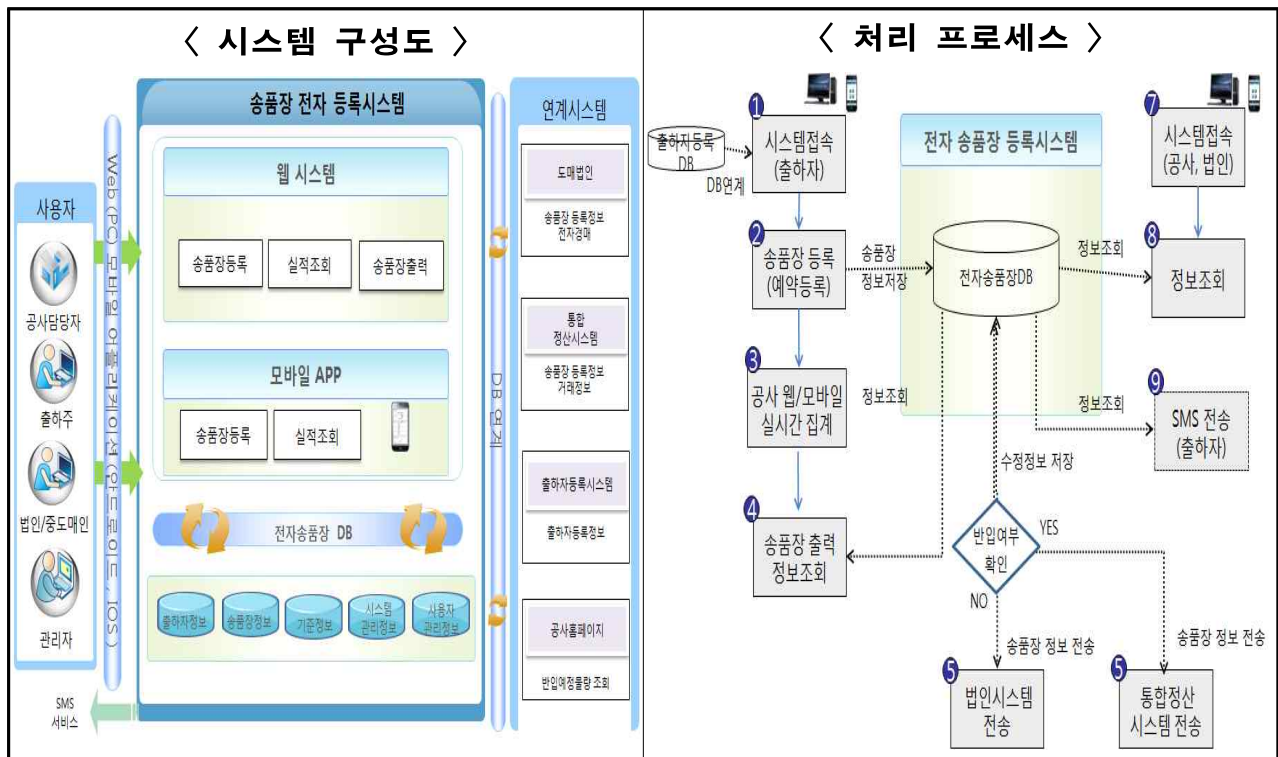 〈 시스템 구성도 〉
사용자
공사담당자
출하주
법인/중도매인
관리자
SMS
서비스
Web (PC) 모바일 어플리케이션 (안드로이드, IOS)
송품장 전자 등록시스템
웹 시스템
송품장등록
실적조회
송품장출력
모바일 APP
송품장등록
실적조회
전자송품장 DB
출하자정보
송품장정보
기준정보
시스템
관리정보
사용자
관리정보
DB 연계
연계시스템
도매법인
송품장 등록정보
전자경매
통합
정산시스템
송품장 등록정보
거래정보
출하자등록시스템
출하자등록정보
공사홈페이지
반입예정물량 조회
〈 처리 프로세스 〉
출하자등록
DB
DB연계
1
시스템접속
(출하자)
2
송품장 등록
(예약등록)
송품장
정보저장
3
공사 웹/모바일
실시간 집계
정보조회
4
송품장 출력
정보조회
전자 송품장 등록시스템
전자송품장DB
수정정보 저장
반입여부
확인
YES
NO
송품장 정보 전송
송품장 정보 전송
5
법인시스템
전송
5
통합정산
시스템 전송
7
시스템접속
(공사, 법인)
정보조회
8
정보조회
정보조회
9
SMS 전송
(출하자)